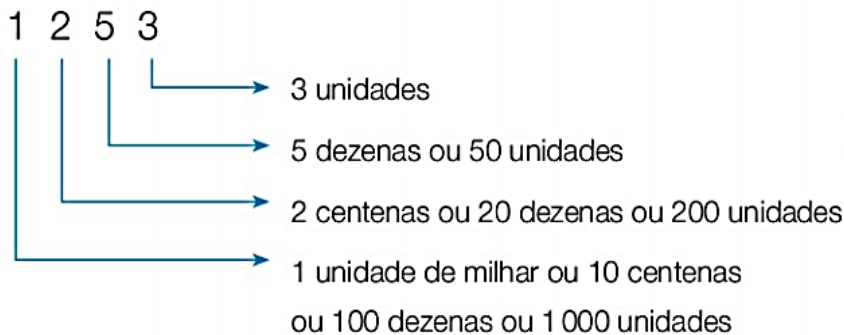 1 2 5 3
3 unidades
5 dezenas ou 50 unidades
2 centenas ou 20 dezenas ou 200 unidades
1 unidade de milhar ou 10 centenas
ou 100 dezenas ou 1 000 unidades